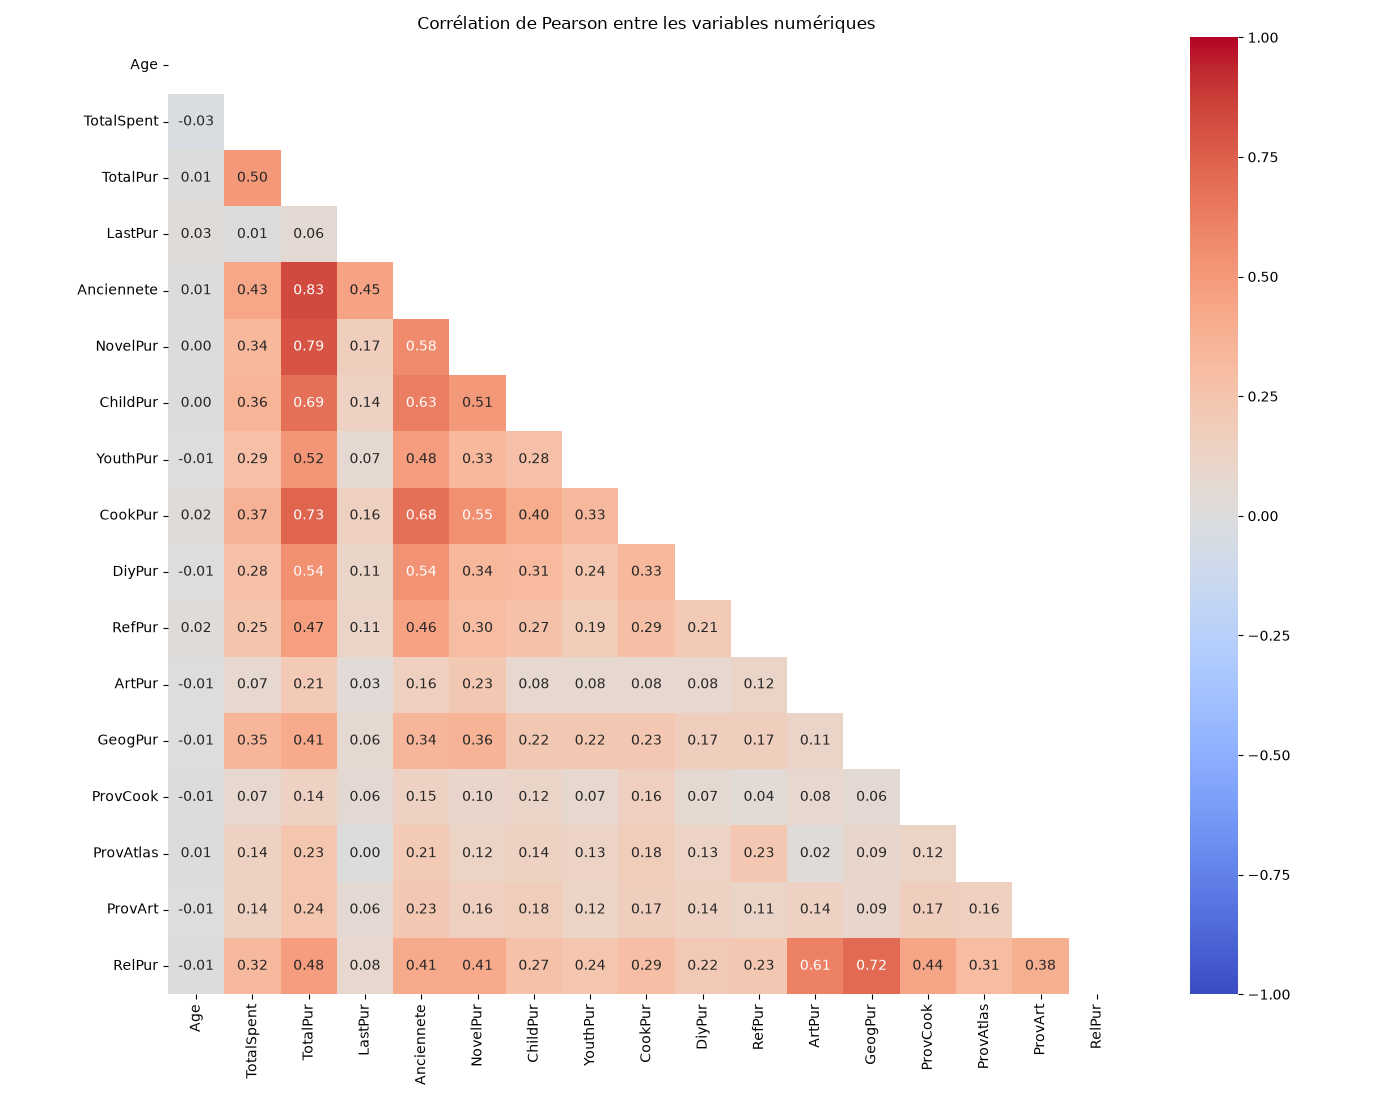 Corrélation de Pearson entre les variables numériques
Age
TotalSpent -0.03
TotalPur 0.01 0.50
LastPur 0.03 0.01 0.06
Anciennete 0.01 0.43 0.83 0.45
NovelPur 0.00 0.34 0.79 0.17 0.58
ChildPur 0.00 0.36 0.69 0.14 0.63 0.51
YouthPur -0.01 0.29 0.52 0.07 0.48 0.33 0.28
CookPur 0.02 0.37 0.73 0.16 0.68 0.55 0.40 0.33
DiyPur -0.01 0.28 0.54 0.11 0.54 0.34 0.31 0.24 0.33
RefPur 0.02 0.25 0.47 0.11 0.46 0.30 0.27 0.19 0.29 0.21
ArtPur -0.01 0.07 0.21 0.03 0.16 0.23 0.08 0.08 0.08 0.08 0.12
GeogPur -0.01 0.35 0.41 0.06 0.34 0.36 0.22 0.22 0.23 0.17 0.17 0.11
ProvCook -0.01 0.07 0.14 0.06 0.15 0.10 0.12 0.07 0.16 0.07 0.04 0.08 0.06
ProvAtlas 0.01 0.14 0.23 0.00 0.21 0.12 0.14 0.13 0.18 0.13 0.23 0.02 0.09 0.12
ProvArt -0.01 0.14 0.24 0.06 0.23 0.16 0.18 0.12 0.17 0.14 0.11 0.14 0.09 0.17 0.16
RelPur -0.01 0.32 0.48 0.08 0.41 0.41 0.27 0.24 0.29 0.22 0.23 0.61 0.72 0.44 0.31 0.38
Age TotalSpent TotalPur LastPur Anciennete NovelPur ChildPur YouthPur CookPur DiyPur RefPur ArtPur GeogPur ProvCook ProvAtlas ProvArt RelPur
1.00
0.75
0.50
0.25
0.00
−0.25
−0.50
−0.75
−1.00